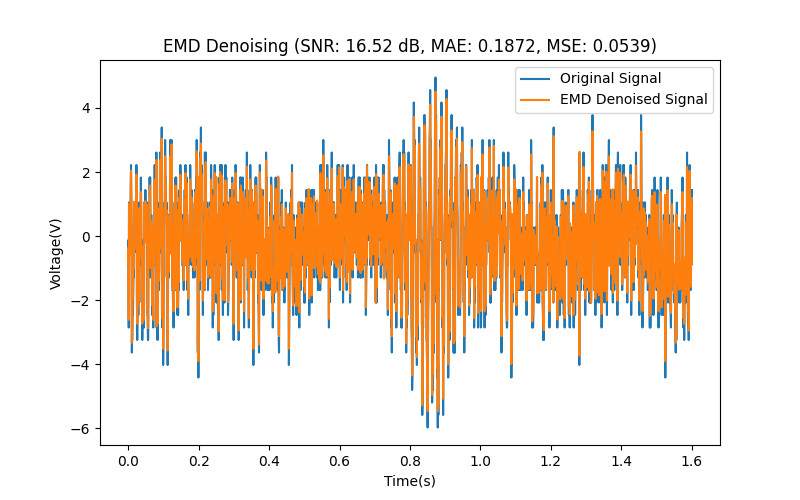 EMD Denoising (SNR: 16.52 dB, MAE: 0.1872, MSE: 0.0539)
Original Signal
EMD Denoised Signal
4
2
0
−2
−4
−6
Voltage(V)
0.0 0.2 0.4 0.6 0.8 1.0 1.2 1.4 1.6
Time(s)